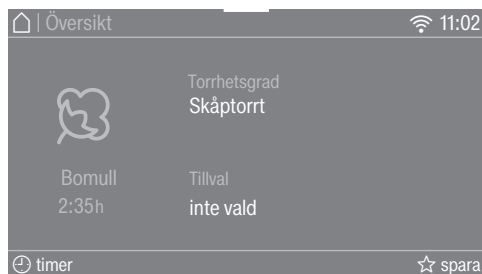 | Översikt
11:02
Torrhetsgrad
Skåptorrt
Bomull
2:35h
Tillval
inte vald
timer
spara